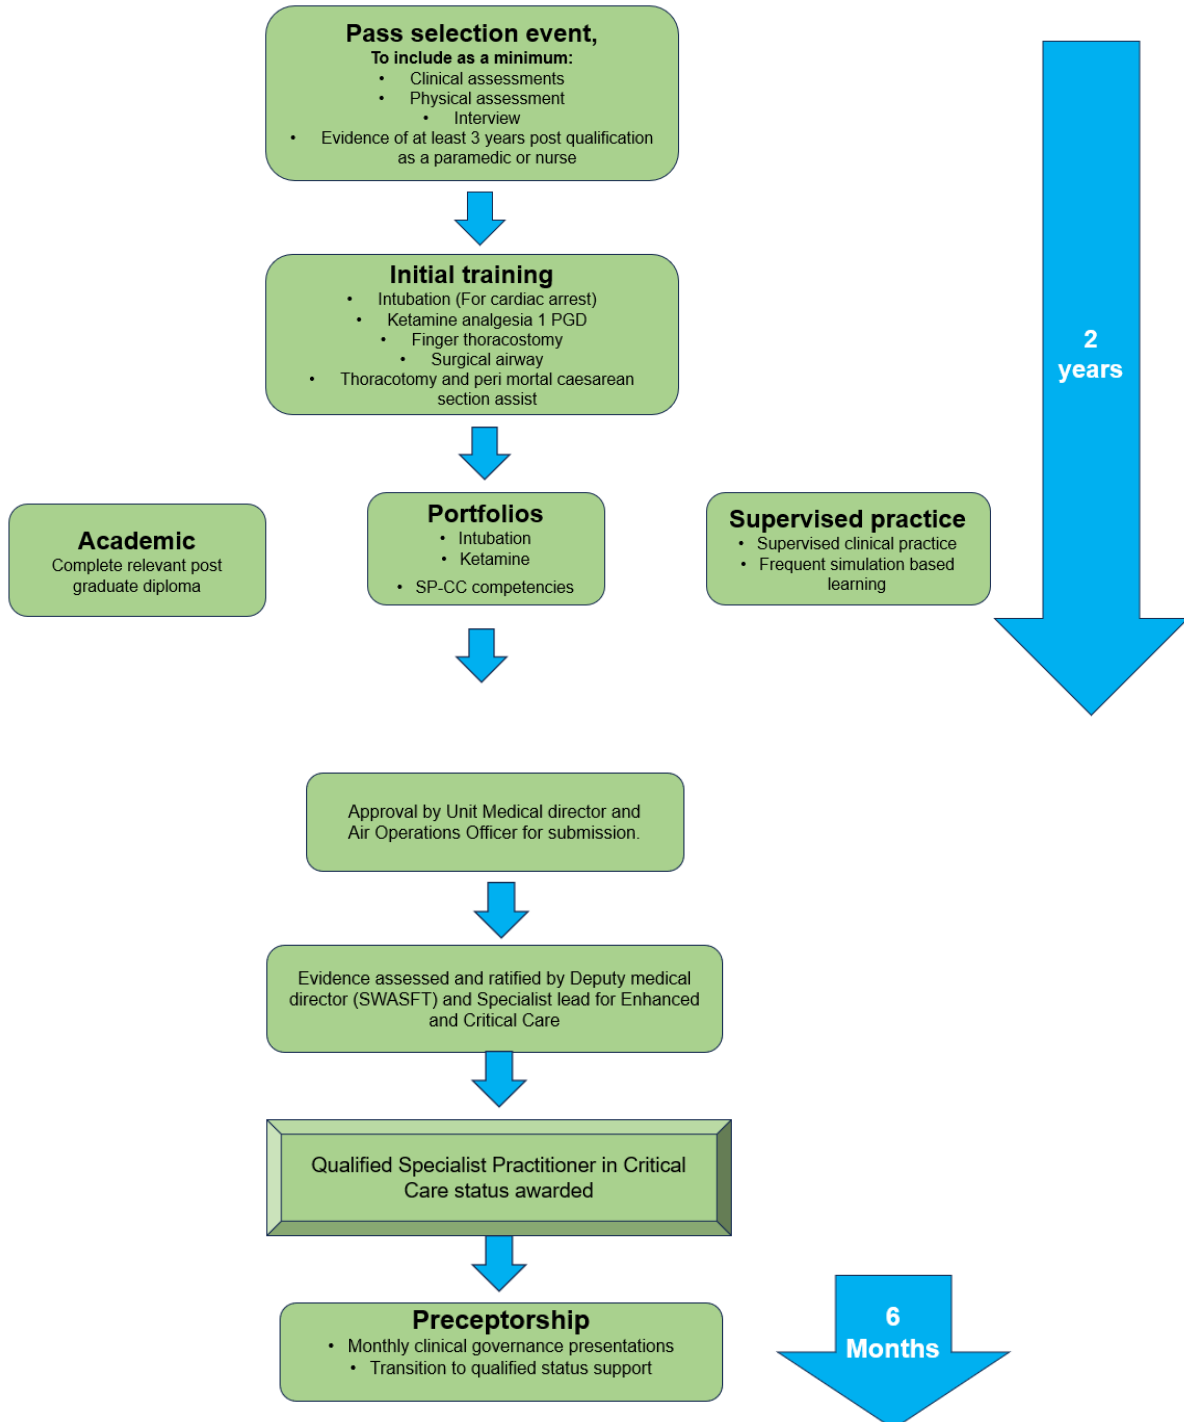 Pass selection event,
To include as a minimum:
• Clinical assessments
• Physical assessment
• Interview
• Evidence of at least 3 years post qualification
as a paramedic or nurse
Initial training
• Intubation (For cardiac arrest)
• Ketamine analgesia 1 PGD
• Finger thoracostomy
• Surgical airway
• Thoracotomy and peri mortal caesarean
section assist
2
years
Academic
Complete relevant post
graduate diploma
Portfolios
• Intubation
• Ketamine
• SP-CC competencies
Supervised practice
• Supervised clinical practice
• Frequent simulation based
learning
Approval by Unit Medical director and
Air Operations Officer for submission.
Evidence assessed and ratified by Deputy medical
director (SWASFT) and Specialist lead for Enhanced
and Critical Care
Qualified Specialist Practitioner in Critical
Care status awarded
Preceptorship
• Monthly clinical governance presentations
• Transition to qualified status support
6
Months